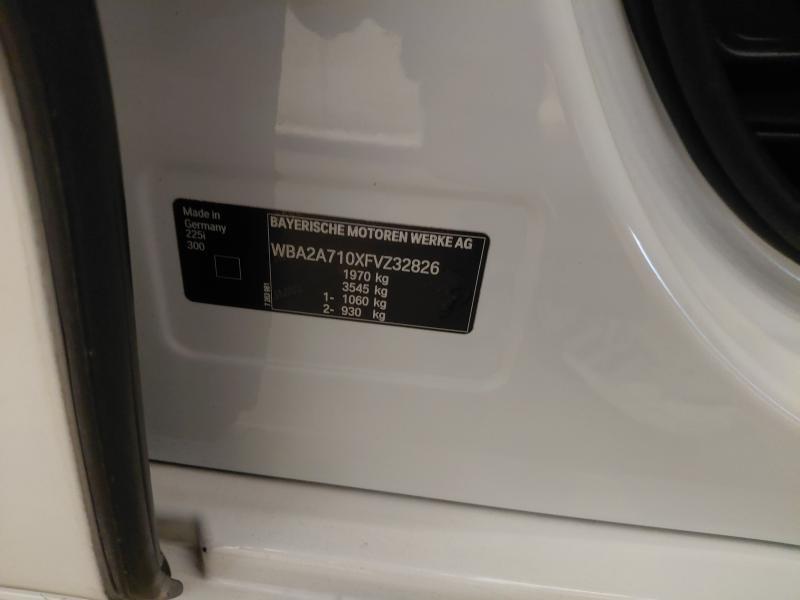 Made in
Germany
225i
300
BAYERISCHE MOTOREN WERKE AG
WBA2A710XFVZ32826
1970 kg
3545 kg
1- 1060 kg
2- 930 kg